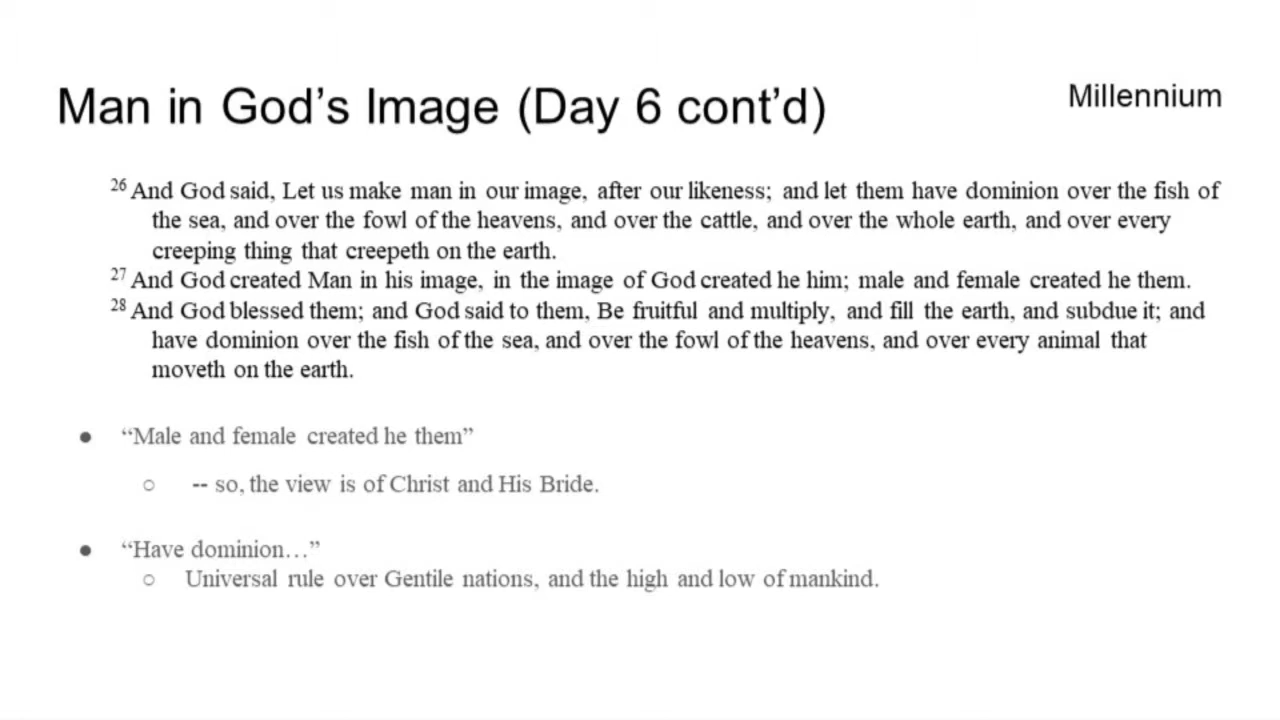 Man in God’s Image (Day 6 cont’d)
Millennium
26 And God said, Let us make man in our image, after our likeness; and let them have dominion over the fish of
the sea, and over the fowl of the heavens, and over the cattle, and over the whole earth, and over every
creeping thing that creepeth on the earth.
27 And God created Man in his image, in the image of God created he him; male and female created he them.
28 And God blessed them; and God said to them, Be fruitful and multiply, and fill the earth, and subdue it; and
have dominion over the fish of the sea, and over the fowl of the heavens, and over every animal that
moveth on the earth.
● “Male and female created he them”
○ -- so, the view is of Christ and His Bride.
● “Have dominion…”
○ Universal rule over Gentile nations, and the high and low of mankind.